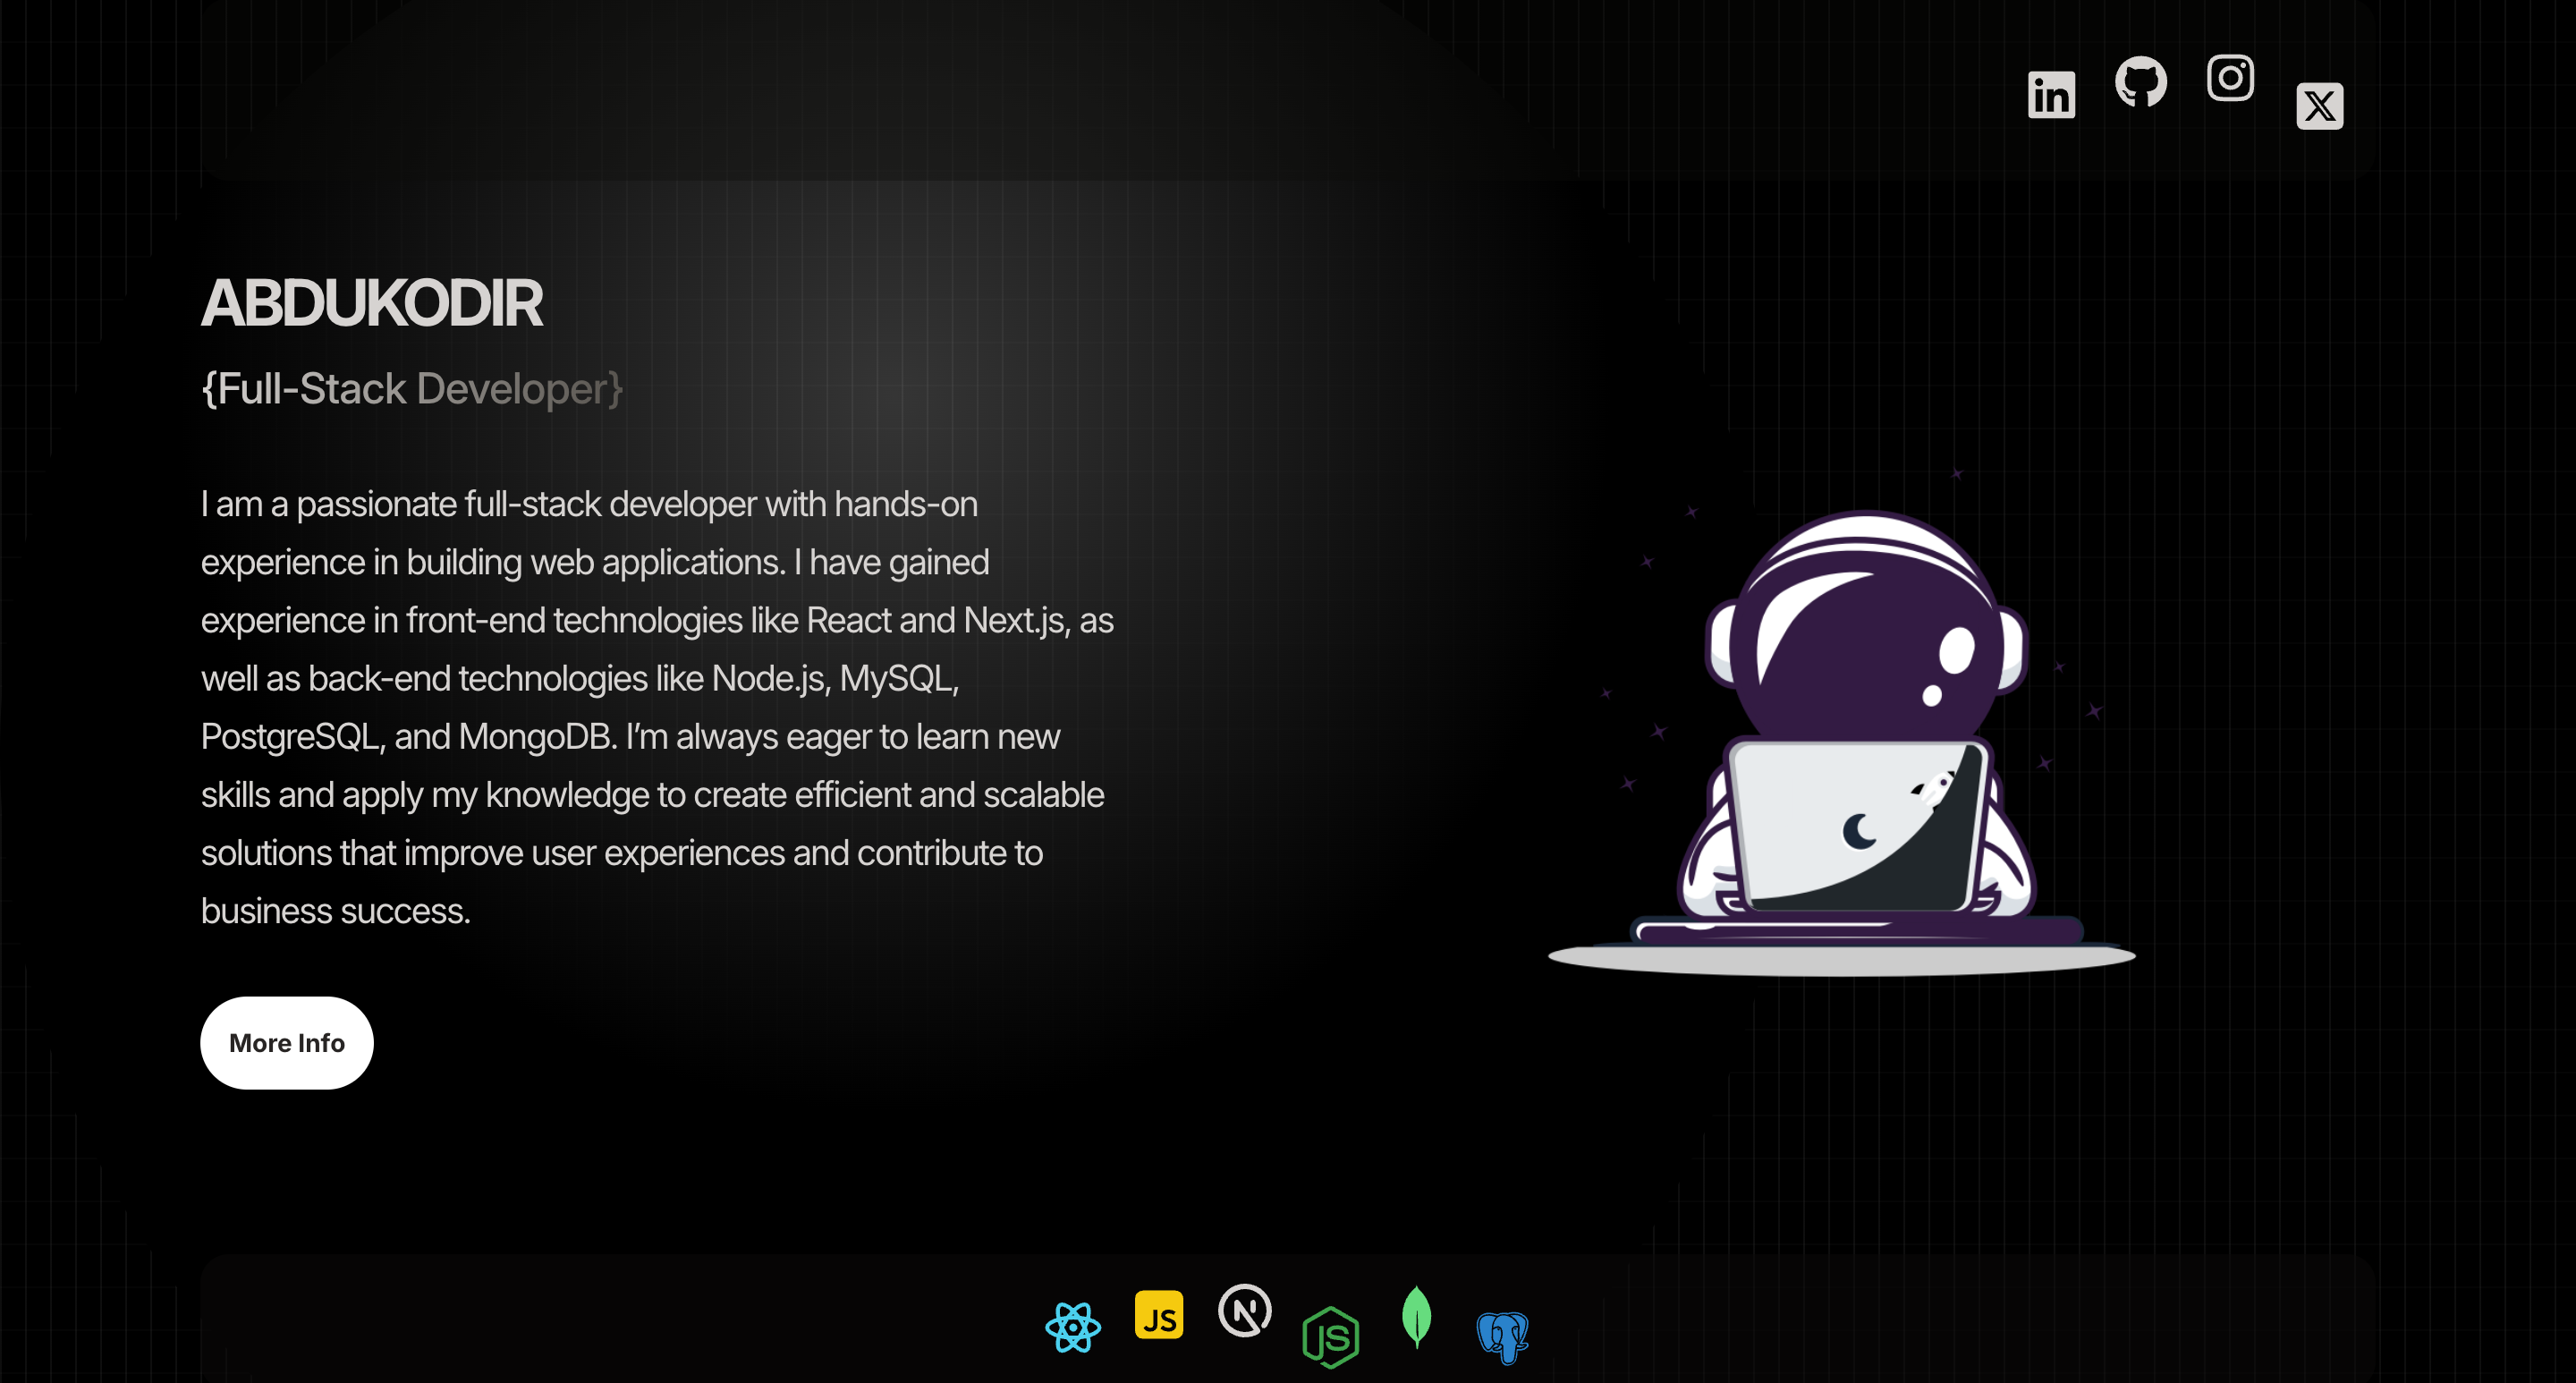 in
X
ABDUKODIR
{Full-Stack Developer}
I am a passionate full-stack developer with hands-on
experience in building web applications. I have gained
experience in front-end technologies like React and Next.js, as
well as back-end technologies like Node.js, MySQL,
PostgreSQL, and MongoDB. I’m always eager to learn new
skills and apply my knowledge to create efficient and scalable
solutions that improve user experiences and contribute to
business success.
More Info
JS
N
JS